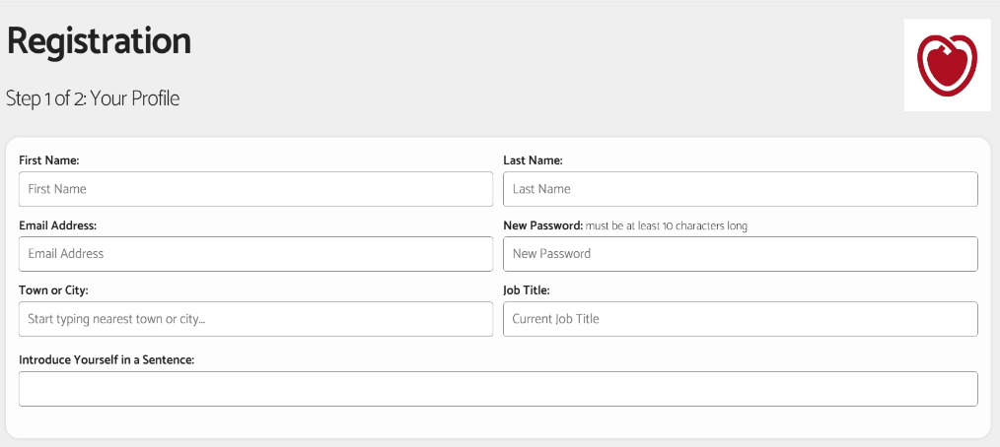 Registration
Step 1 of 2: Your Profile
First Name:
Last Name:
First Name
Last Name
Email Address:
New Password: must be at least 10 characters long
Email Address
New Password
Town or City:
Job Title:
Start typing nearest town or city...
Current Job Title
Introduce Yourself in a Sentence: